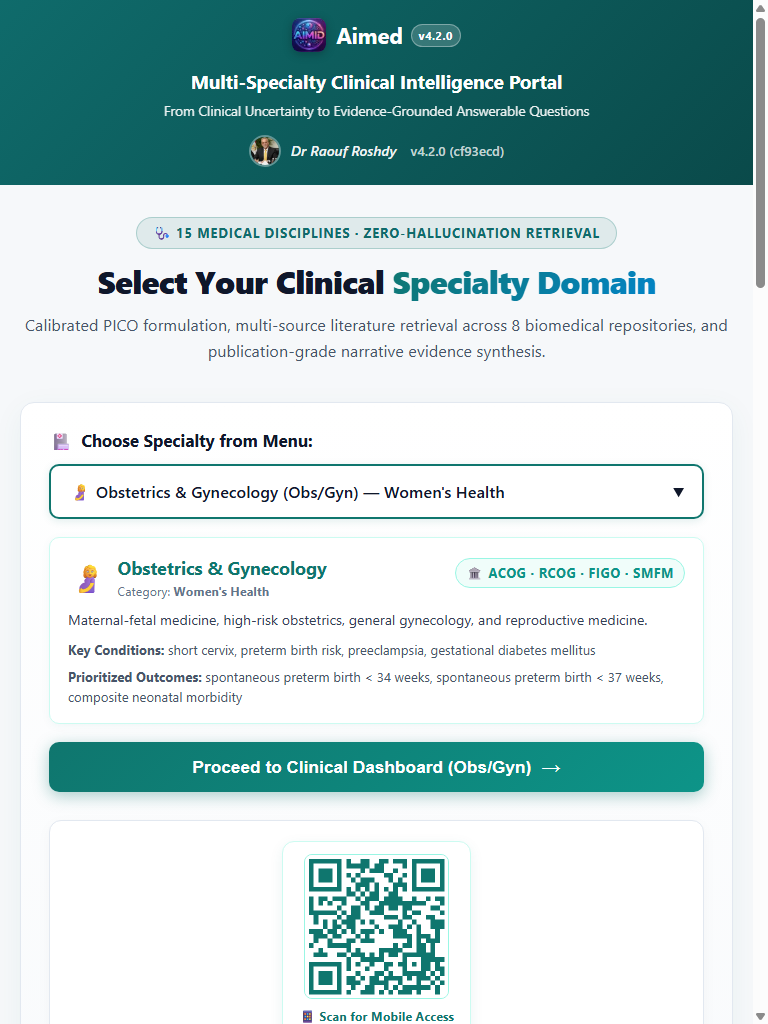 AIMID
Aimed v4.2.0
Multi-Specialty Clinical Intelligence Portal
From Clinical Uncertainty to Evidence-Grounded Answerable Questions
Dr Raouf Roshdy v4.2.0 (cf93ecd)
15 MEDICAL DISCIPLINES · ZERO-HALLUCINATION RETRIEVAL
Select Your Clinical Specialty Domain
Calibrated PICO formulation, multi-source literature retrieval across 8 biomedical repositories, and
publication-grade narrative evidence synthesis.
Choose Specialty from Menu:
Obstetrics & Gynecology (Obs/Gyn) — Women's Health
Obstetrics & Gynecology
ACOG · RCOG · FIGO · SMFM
Category: Women's Health
Maternal-fetal medicine, high-risk obstetrics, general gynecology, and reproductive medicine.
Key Conditions: short cervix, preterm birth risk, preeclampsia, gestational diabetes mellitus
Prioritized Outcomes: spontaneous preterm birth < 34 weeks, spontaneous preterm birth < 37 weeks,
composite neonatal morbidity
Proceed to Clinical Dashboard (Obs/Gyn) →
Scan for Mobile Access